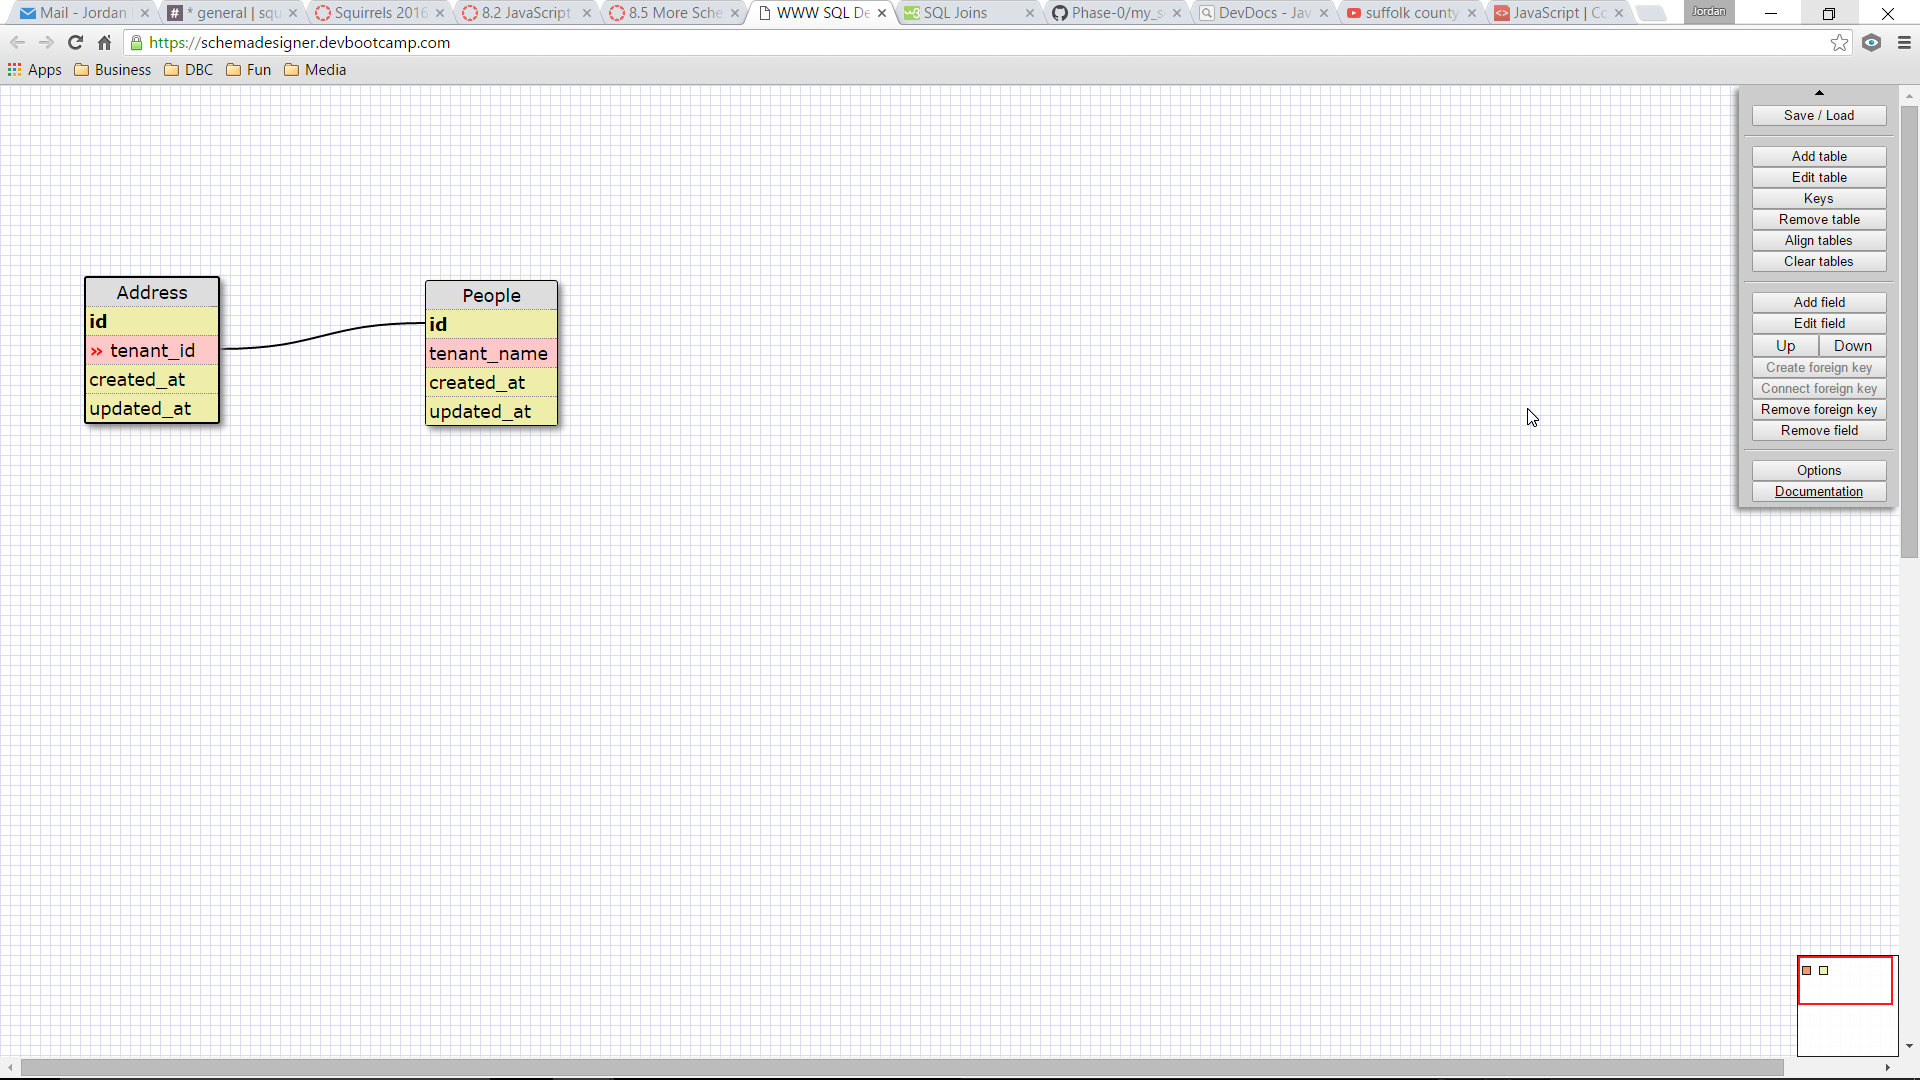 Mail - Jordan
* general | squ
Squirrels 2016
8.2 JavaScript
8.5 More Sche
WWW SQL De
SQL Joins
Phase-0/my_s
DevDocs - Jav
suffolk county
JavaScript | Co
Jordan
https://schemadesigner.devbootcamp.com
Apps Business DBC Fun Media
Save / Load
Add table
Edit table
Keys
Remove table
Align tables
Clear tables
Add field
Edit field
Up Down
Create foreign key
Connect foreign key
Remove foreign key
Remove field
Options
Documentation
Address
id
» tenant_id
created_at
updated_at
People
id
tenant_name
created_at
updated_at